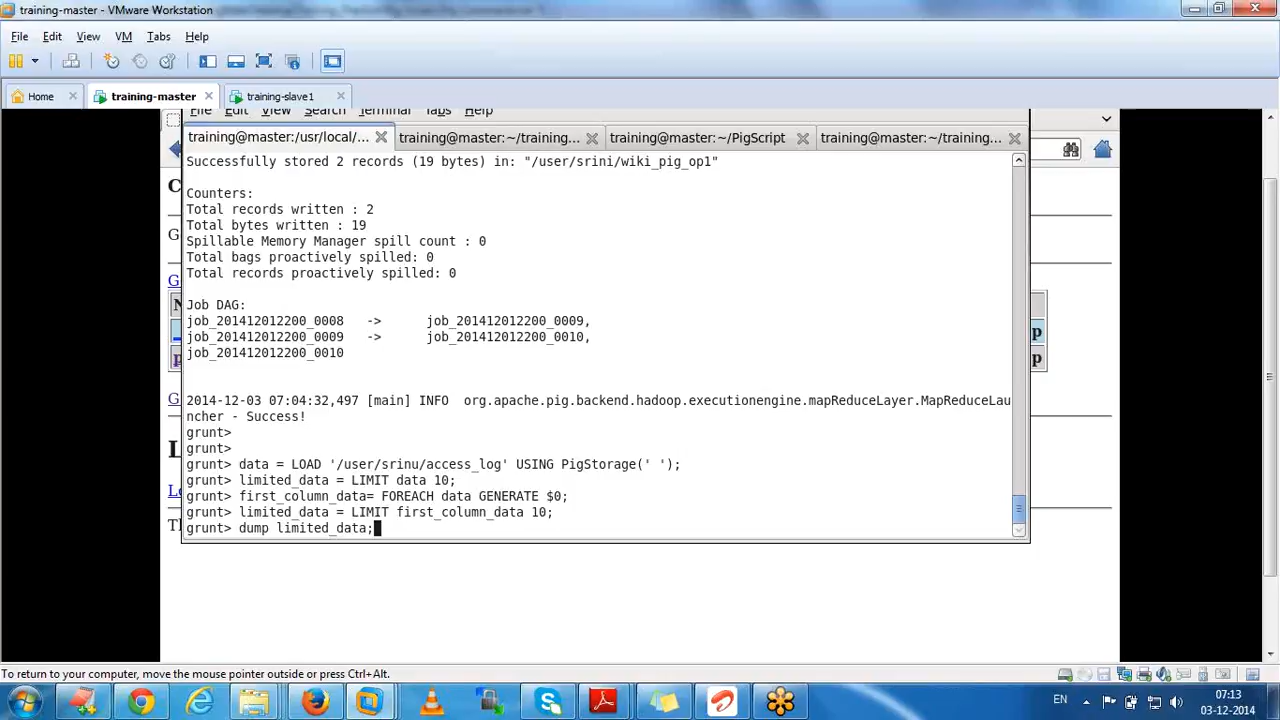 training-master - VMware Workstation
File Edit View VM Tabs Help
Home training-master training-slave1
File Edit View Search Terminal Tabs Help
training@master:/usr/local/... training@master:~/training... training@master:~/PigScript training@master:~/training...
Successfully stored 2 records (19 bytes) in: "/user/srini/wiki_pig_op1"
Counters:
Total records written : 2
Total bytes written : 19
Spillable Memory Manager spill count : 0
Total bags proactively spilled: 0
Total records proactively spilled: 0
Job DAG:
job_201412012200_0008 -> job_201412012200_0009,
job_201412012200_0009 -> job_201412012200_0010,
job_201412012200_0010
2014-12-03 07:04:32,497 [main] INFO org.apache.pig.backend.hadoop.executionengine.mapReduceLayer.MapReduceLau
ncher - Success!
grunt>
grunt>
grunt> data = LOAD '/user/srinu/access_log' USING PigStorage(' ');
grunt> limited_data = LIMIT data 10;
grunt> first_column_data= FOREACH data GENERATE $0;
grunt> limited_data = LIMIT first_column_data 10;
grunt> dump limited_data;
To return to your computer, move the mouse pointer outside or press Ctrl+Alt.
EN
07:13
03-12-2014